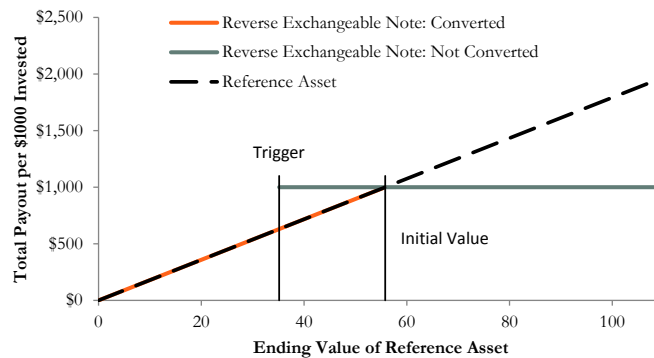 $2,500
Reverse Exchangeable Note: Converted
Reverse Exchangeable Note: Not Converted
Reference Asset
$2,000
$1,500
Trigger
$1,000
Initial Value
$500
$0
0 20 40 60 80 100
Total Payout per $1000 Invested
Ending Value of Reference Asset